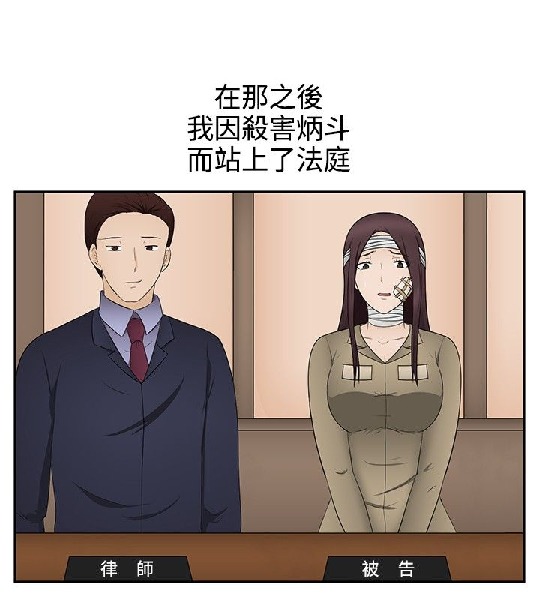 在那之後
我因殺害炳斗
而站上了法庭
律師
被告